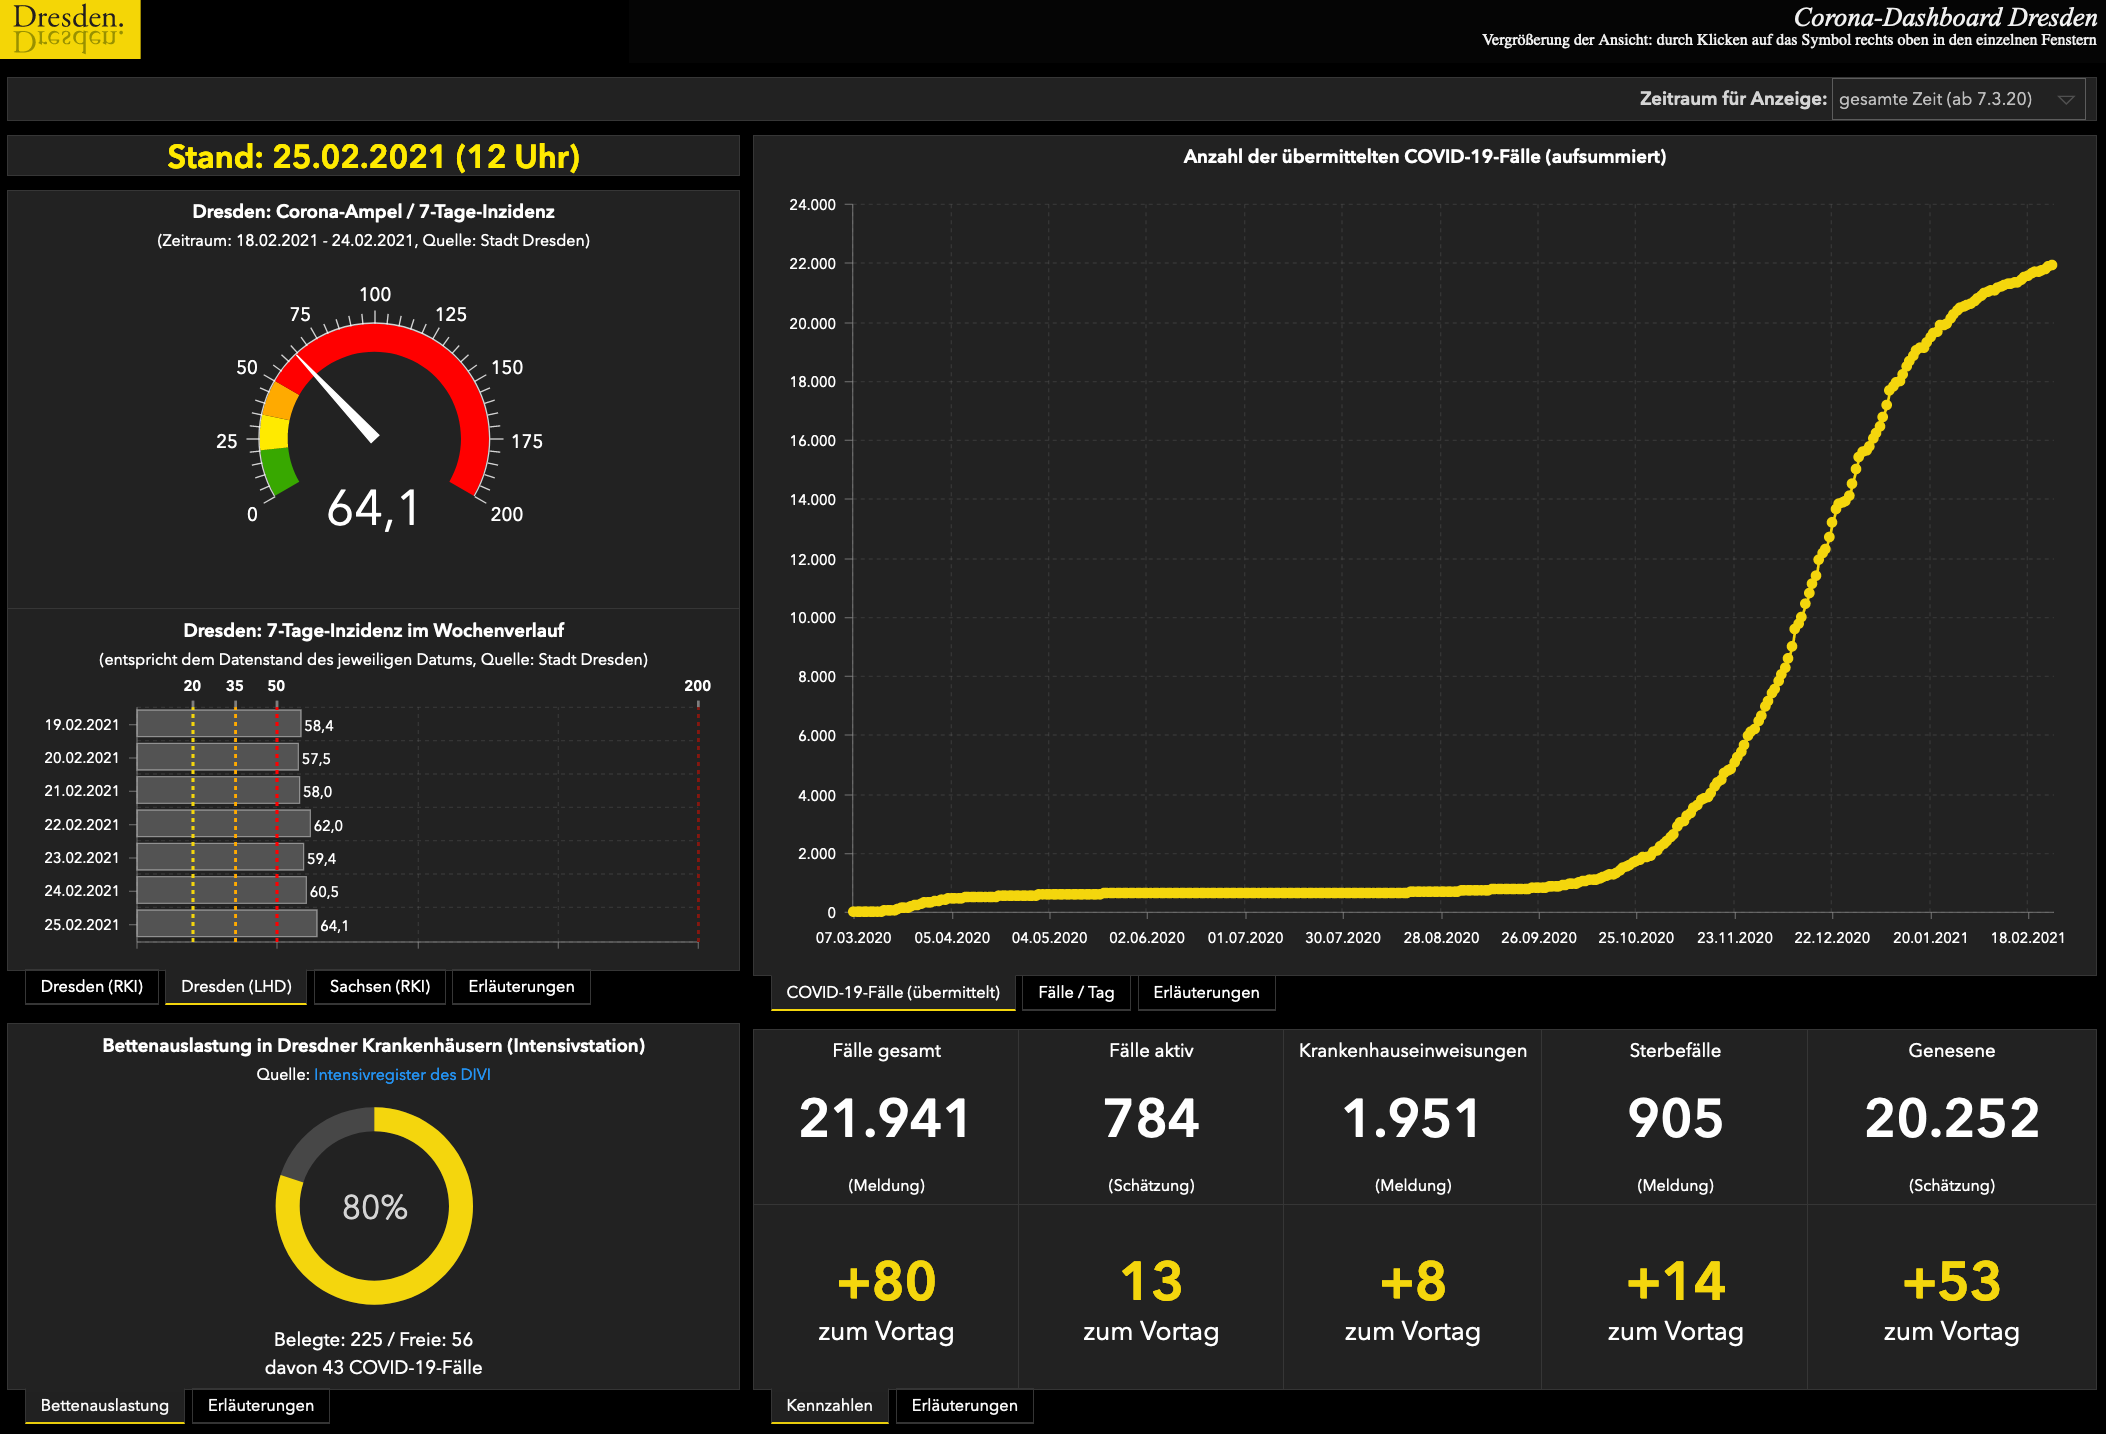 Dresden.
Corona-Dashboard Dresden
Vergrößerung der Ansicht: durch Klicken auf das Symbol rechts oben in den einzelnen Fenstern
Zeitraum für Anzeige: gesamte Zeit (ab 7.3.20)
Stand: 25.02.2021 (12 Uhr)
Dresden: Corona-Ampel / 7-Tage-Inzidenz
(Zeitraum: 18.02.2021 - 24.02.2021, Quelle: Stadt Dresden)
0
25
50
75
100
125
150
175
200
64,1
Dresden: 7-Tage-Inzidenz im Wochenverlauf
(entspricht dem Datenstand des jeweiligen Datums, Quelle: Stadt Dresden)
20 35 50 200
19.02.2021 58,4
20.02.2021 57,5
21.02.2021 58,0
22.02.2021 62,0
23.02.2021 59,4
24.02.2021 60,5
25.02.2021 64,1
Dresden (RKI) Dresden (LHD) Sachsen (RKI) Erläuterungen
Anzahl der übermittelten COVID-19-Fälle (aufsummiert)
24.000
22.000
20.000
18.000
16.000
14.000
12.000
10.000
8.000
6.000
4.000
2.000
0
07.03.2020 05.04.2020 04.05.2020 02.06.2020 01.07.2020 30.07.2020 28.08.2020 26.09.2020 25.10.2020 23.11.2020 22.12.2020 20.01.2021 18.02.2021
COVID-19-Fälle (übermittelt) Fälle / Tag Erläuterungen
Bettenauslastung in Dresdner Krankenhäusern (Intensivstation)
Quelle: Intensivregister des DIVI
80%
Belegte: 225 / Freie: 56
davon 43 COVID-19-Fälle
Bettenauslastung Erläuterungen
Fälle gesamt Fälle aktiv Krankenhauseinweisungen Sterbefälle Genesene
21.941 784 1.951 905 20.252
(Meldung) (Schätzung) (Meldung) (Meldung) (Schätzung)
+80 13 +8 +14 +53
zum Vortag zum Vortag zum Vortag zum Vortag zum Vortag
Kennzahlen Erläuterungen